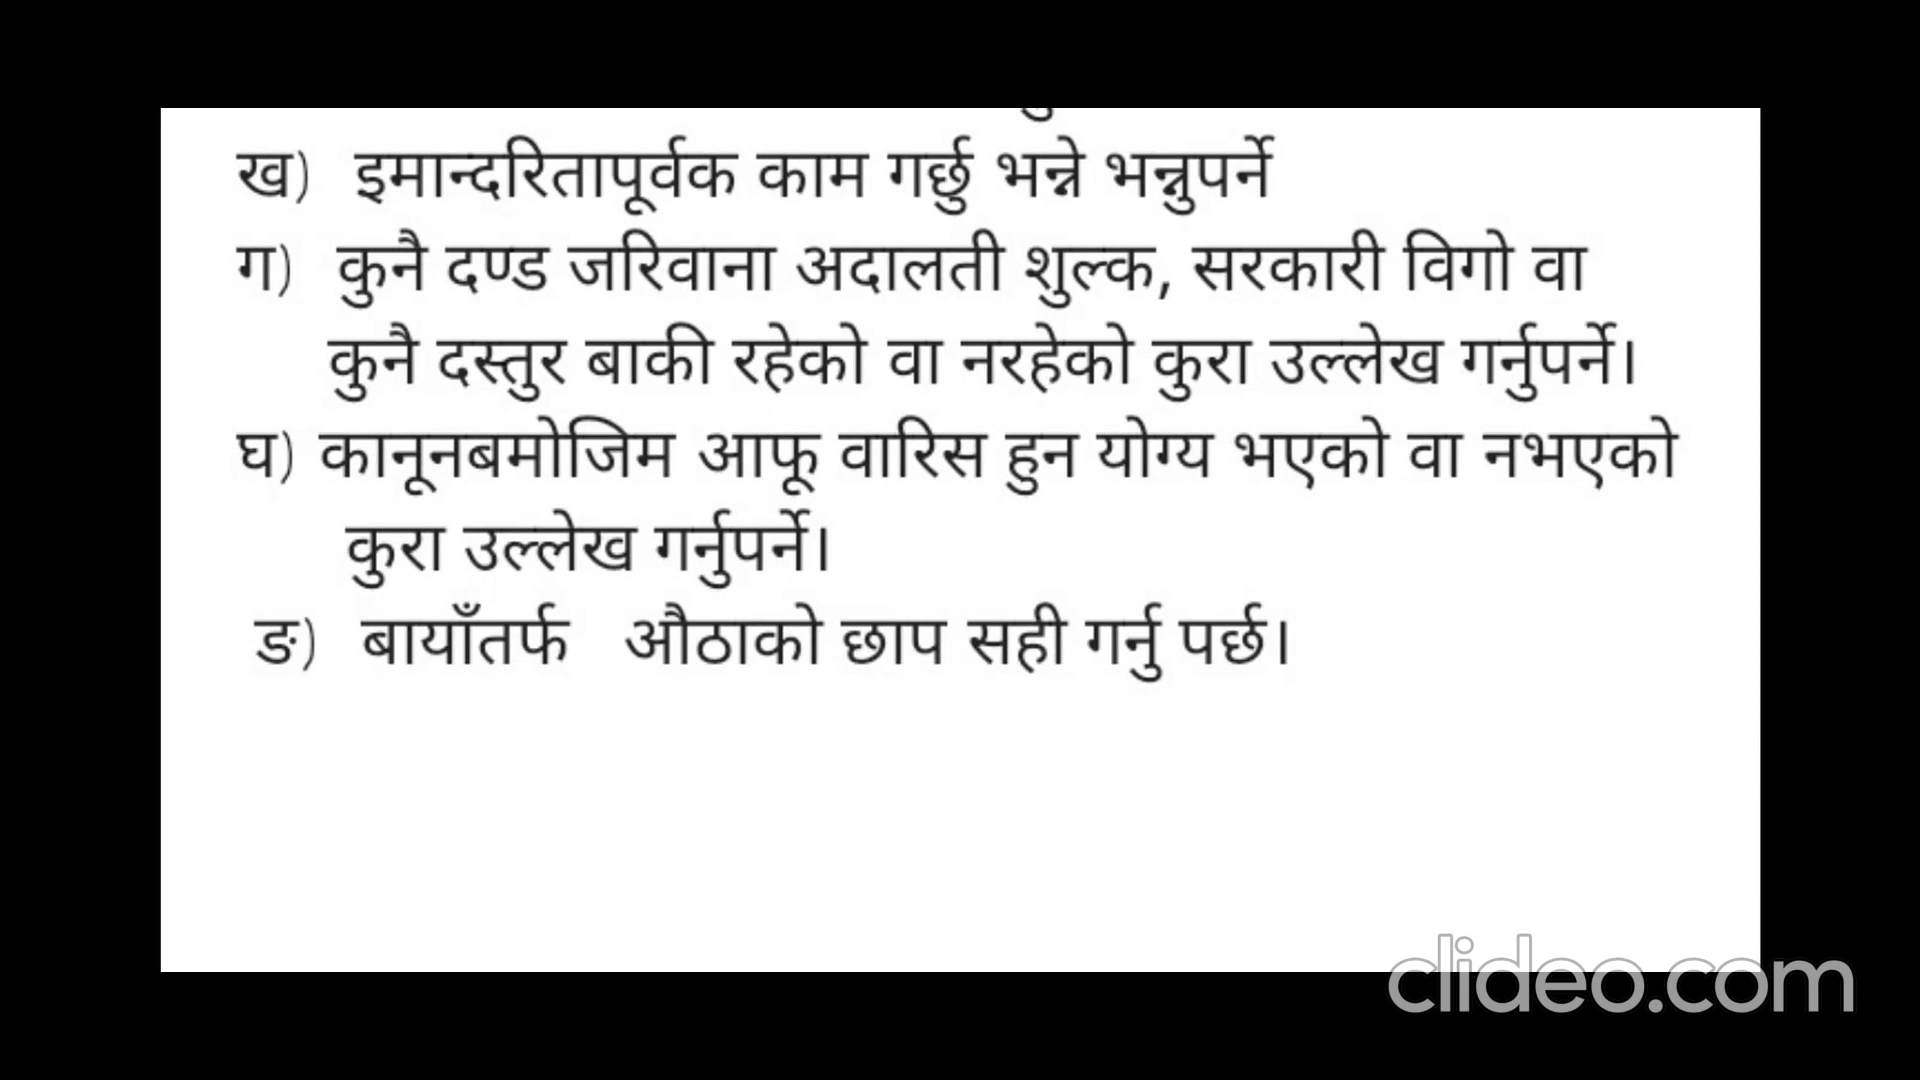 ख) इमान्दरितापूर्वक काम गर्छु भन्ने भन्नुपर्ने
ग) कुनै दण्ड जरिवाना अदालती शुल्क, सरकारी विगो वा
कुनै दस्तुर बाकी रहेको वा नरहेको कुरा उल्लेख गर्नुपर्ने।
घ) कानूनबमोजिम आफू वारिस हुन योग्य भएको वा नभएको
कुरा उल्लेख गर्नुपर्ने।
ङ) बायाँतर्फ औठाको छाप सही गर्नु पर्छ।
clideo.com